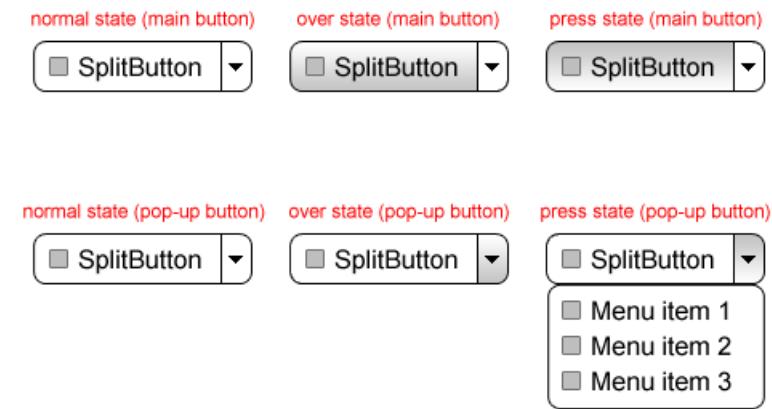 normal state (main button) over state (main button) press state (main button)
SplitButton SplitButton SplitButton
normal state (pop-up button) over state (pop-up button) press state (pop-up button)
SplitButton SplitButton SplitButton
Menu item 1
Menu item 2
Menu item 3